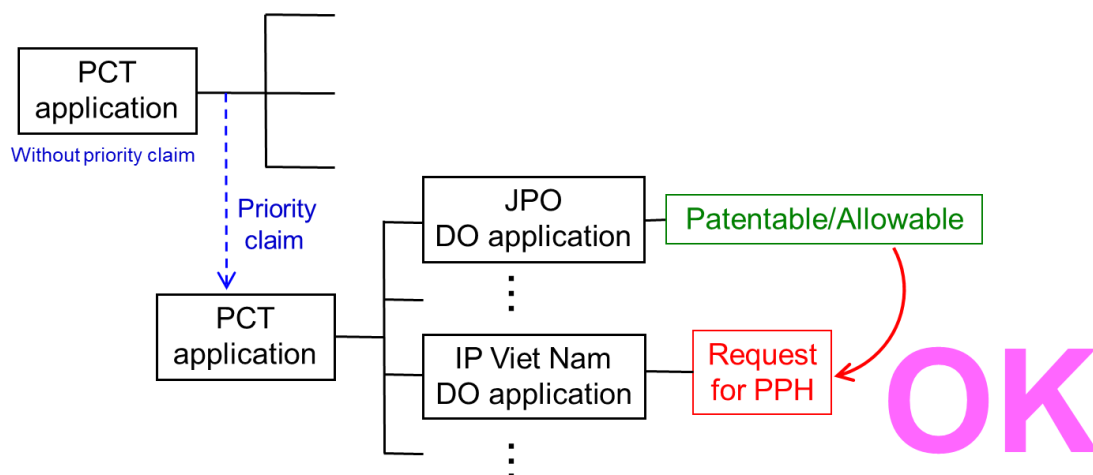 PCT
application
Without priority claim
Priority
claim
JPO
DO application
Patentable/Allowable
PCT
application
IP Viet Nam
DO application
Request
for PPH
OK